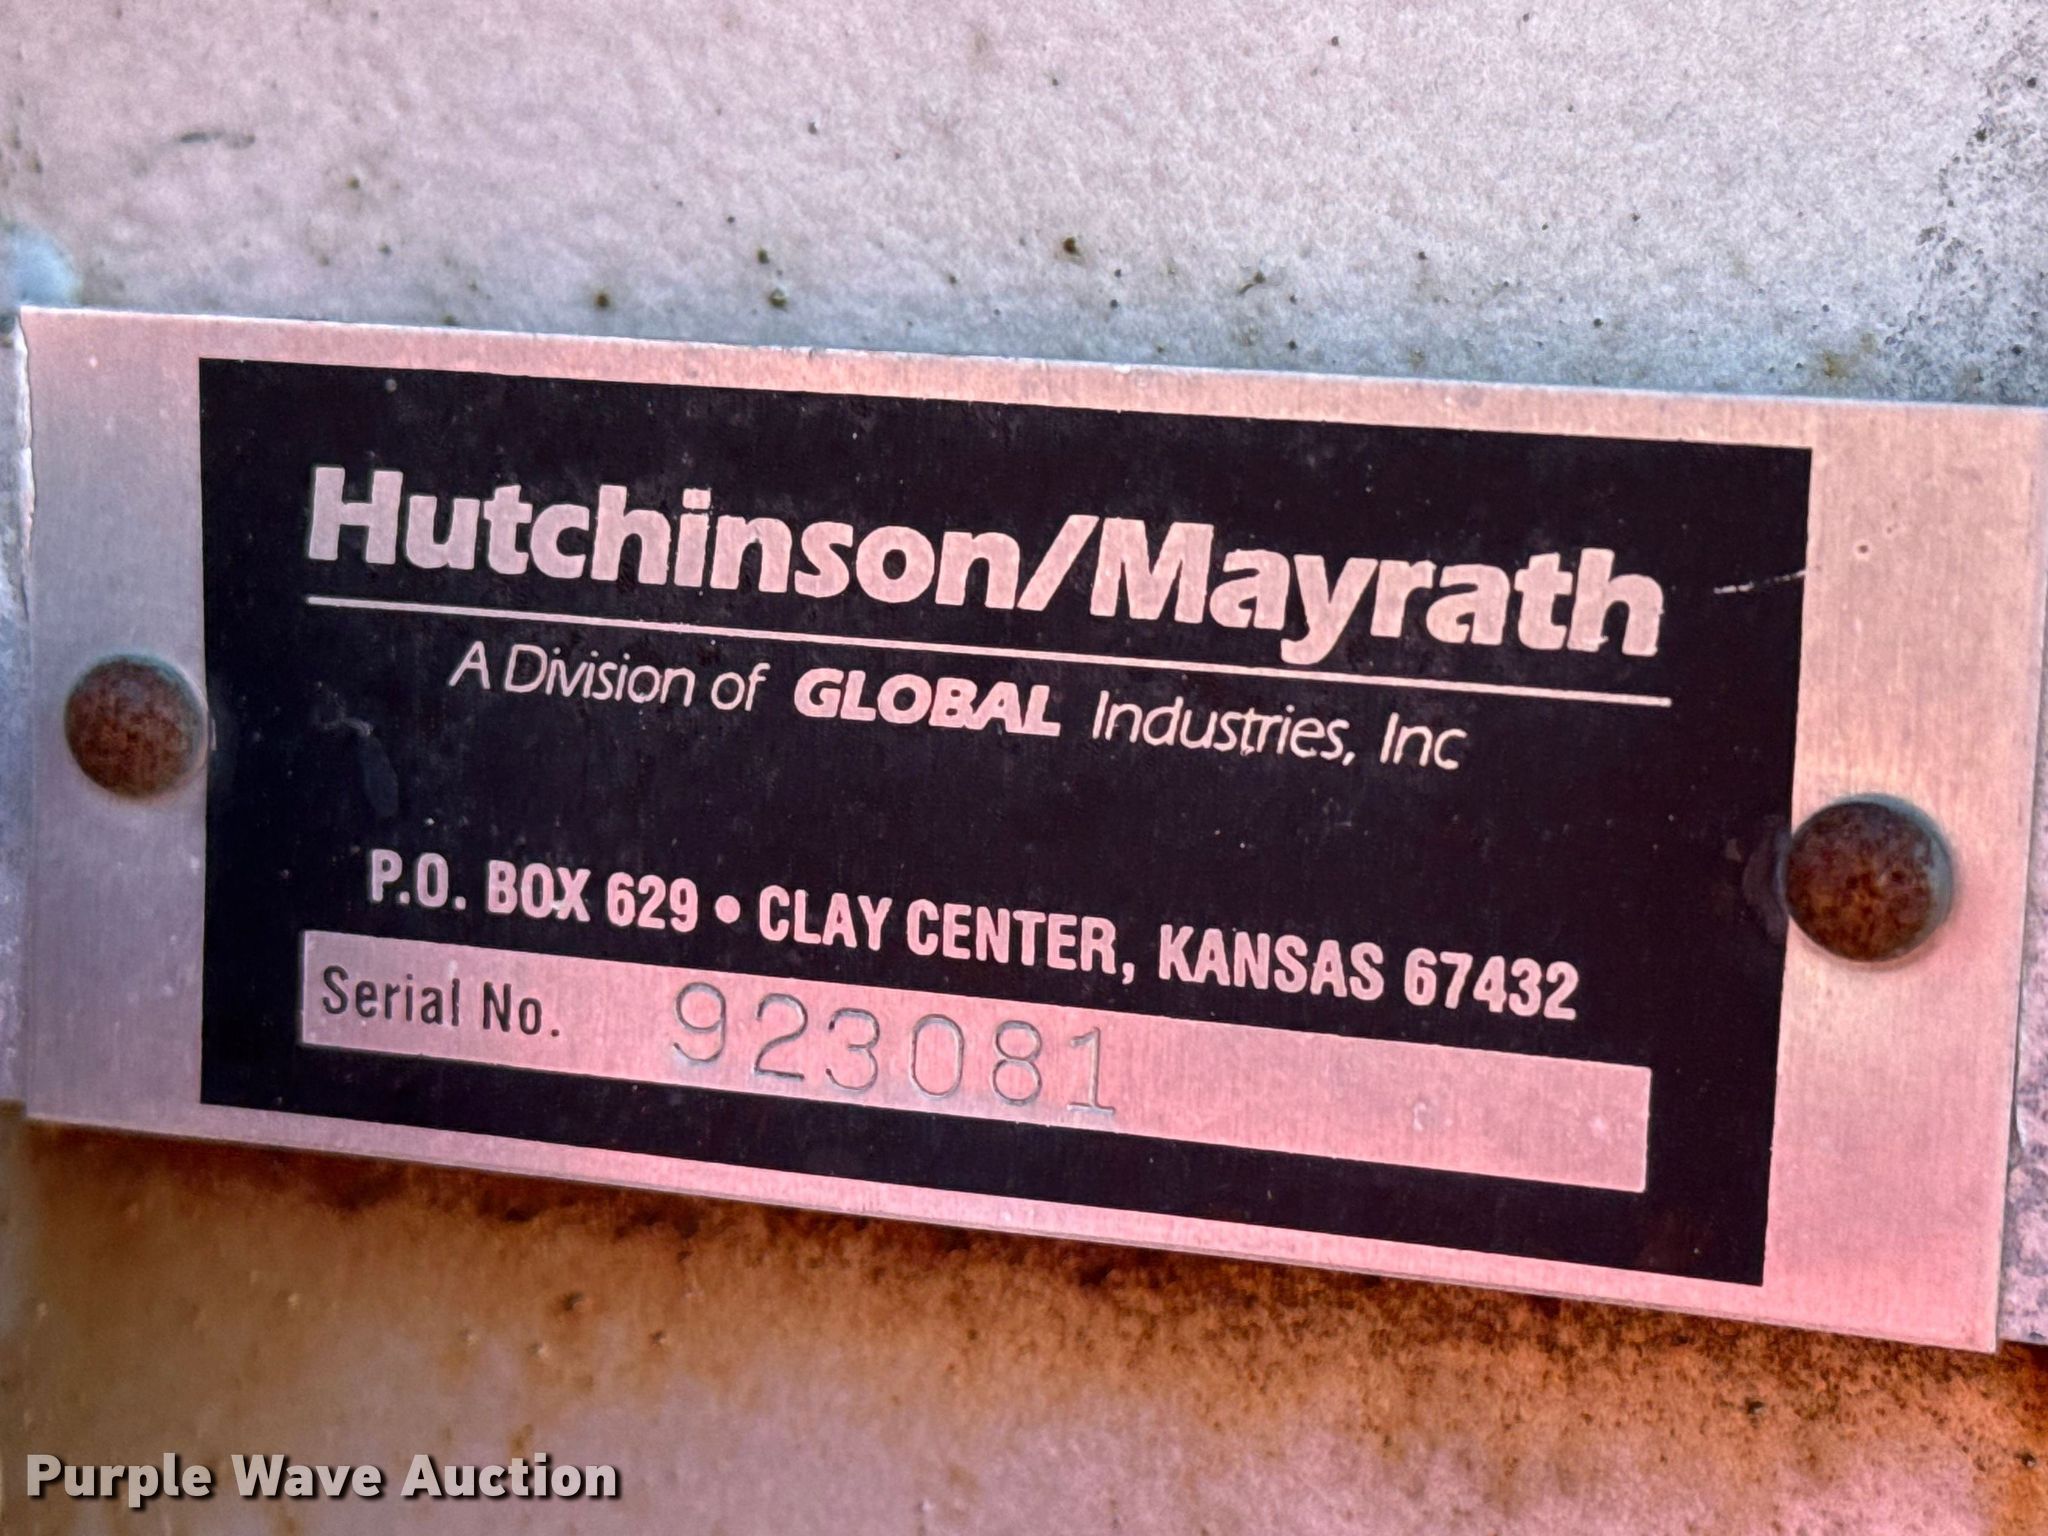 Hutchinson/Mayrath
A Division of GLOBAL Industries, Inc
P.O. BOX 629 • CLAY CENTER, KANSAS 67432
Serial No. 923081
Purple Wave Auction